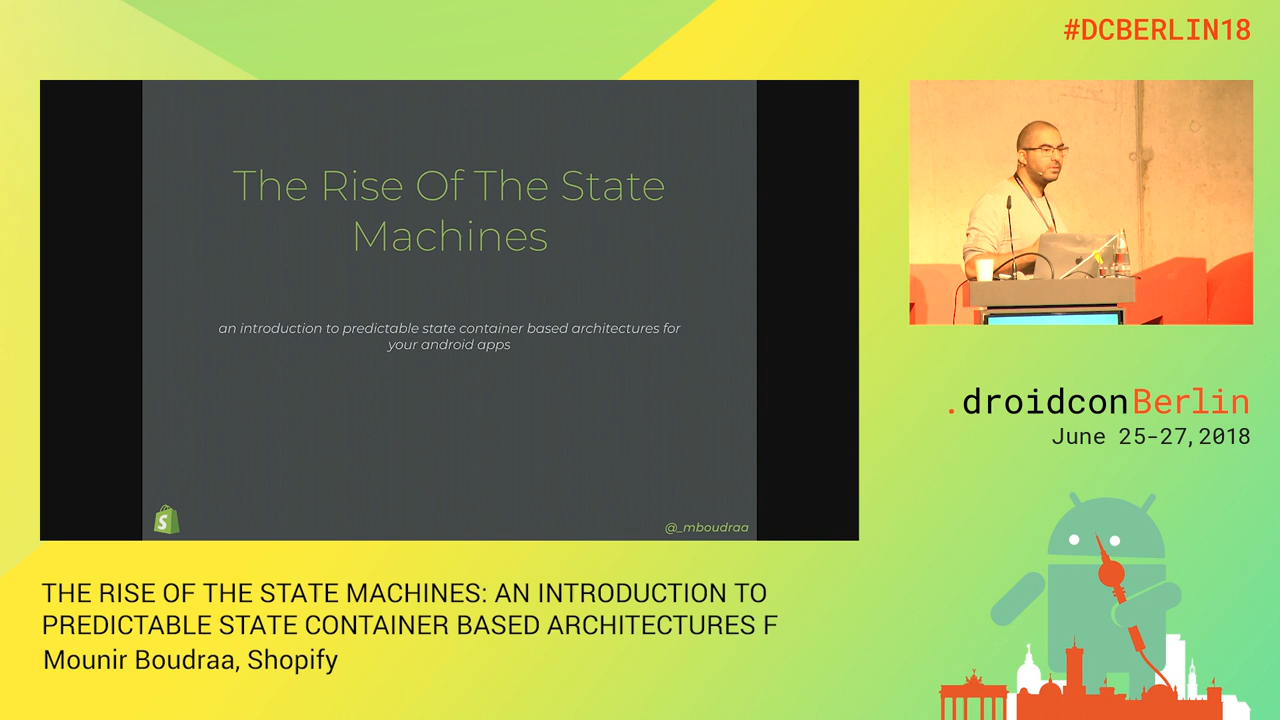 #DCBERLIN18
The Rise Of The State
Machines
an introduction to predictable state container based architectures for
your android apps
S
@_mboudraa
.droidconBerlin
June 25-27, 2018
THE RISE OF THE STATE MACHINES: AN INTRODUCTION TO
PREDICTABLE STATE CONTAINER BASED ARCHITECTURES F
Mounir Boudraa, Shopify